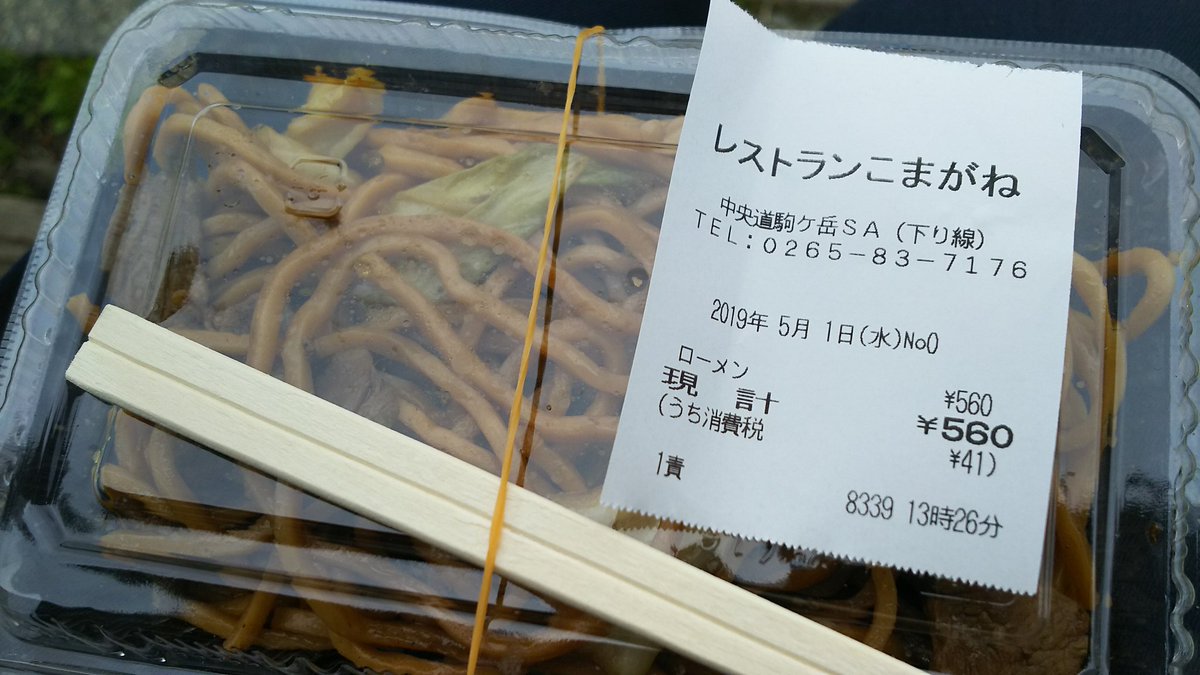 レストランこまがね
中央道駒ケ岳SA (下り線)
TEL:0265-83-7176
2019年 5月 1日(水)No0
ローメン ¥560
現 計 ¥560
(うち消費税 ¥41)
1責
8339 13時26分